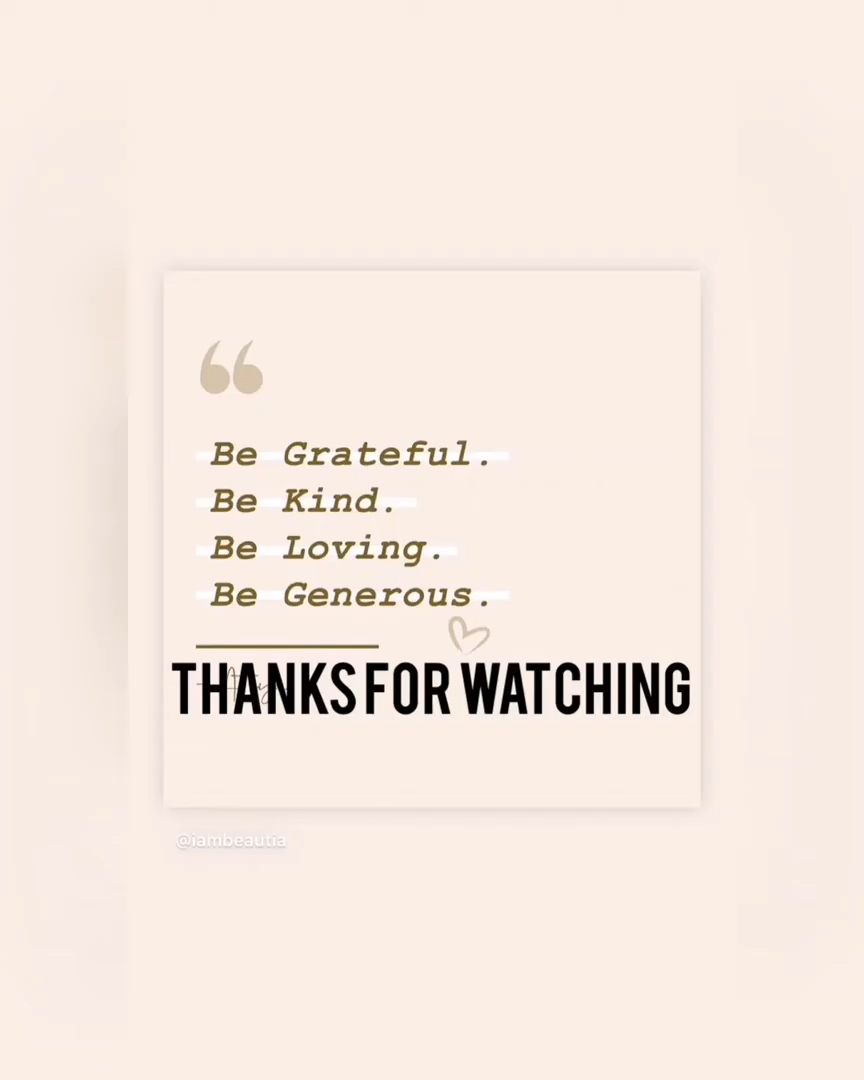 “
Be Grateful.
Be Kind.
Be Loving.
Be Generous.
THANKS FOR WATCHING
@iambeautia